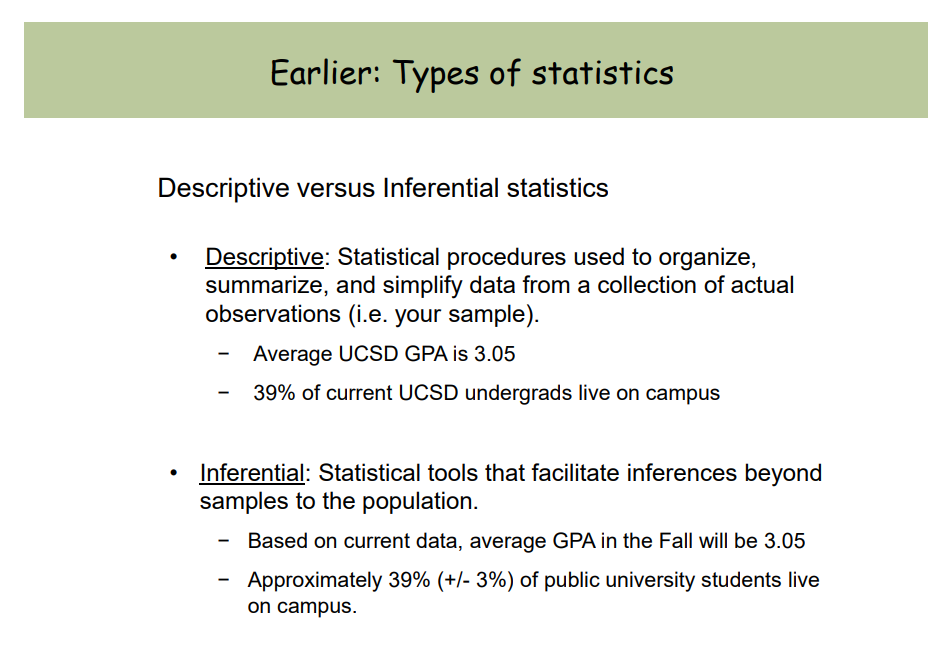 Earlier: Types of statistics
Descriptive versus Inferential statistics
• Descriptive: Statistical procedures used to organize,
summarize, and simplify data from a collection of actual
observations (i.e. your sample).
– Average UCSD GPA is 3.05
– 39% of current UCSD undergrads live on campus
• Inferential: Statistical tools that facilitate inferences beyond
samples to the population.
– Based on current data, average GPA in the Fall will be 3.05
– Approximately 39% (+/- 3%) of public university students live
on campus.